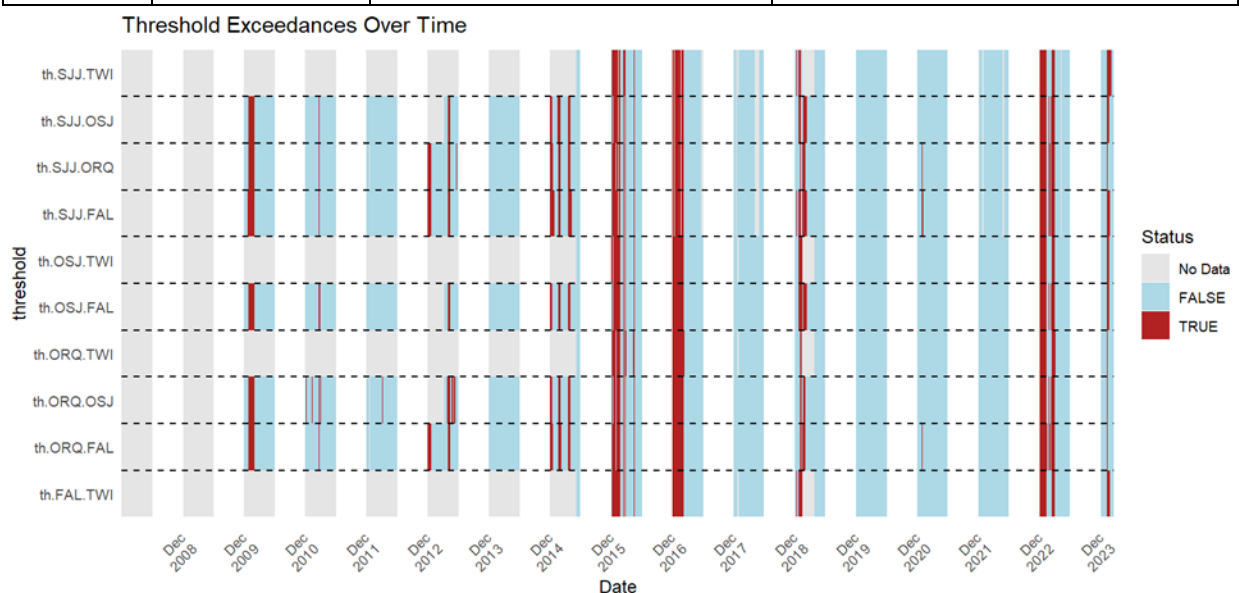 Threshold Exceedances Over Time
threshold
th.SJJ.TWI
th.SJJ.OSJ
th.SJJ.ORQ
th.SJJ.FAL
th.OSJ.TWI
th.OSJ.FAL
th.ORQ.TWI
th.ORQ.OSJ
th.ORQ.FAL
th.FAL.TWI
Status
No Data
FALSE
TRUE
Dec
2008
Dec
2009
Dec
2010
Dec
2011
Dec
2012
Dec
2013
Dec
2014
Dec
2015
Dec
2016
Dec
2017
Dec
2018
Dec
2019
Dec
2020
Dec
2021
Dec
2022
Dec
2023
Date